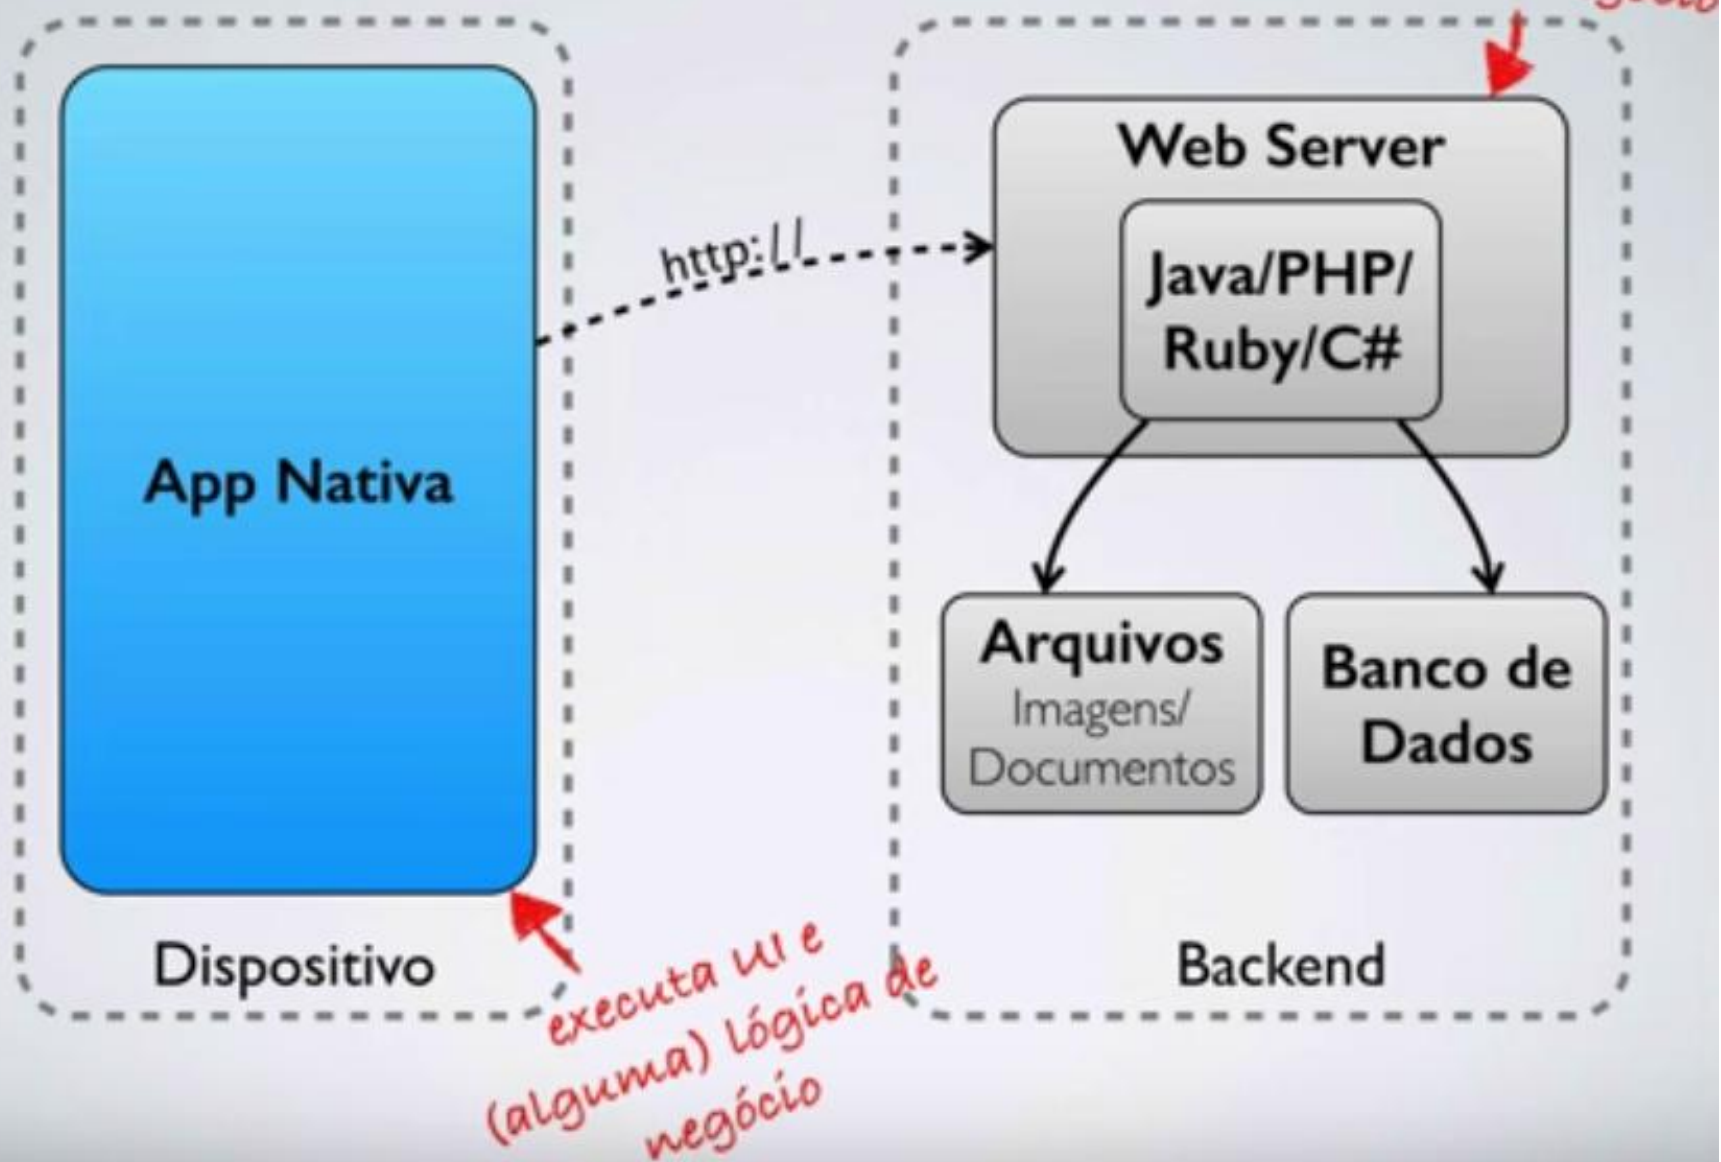 Web Server
http://
Java/PHP/
Ruby/C#
App Nativa
Arquivos
Imagens/
Documentos
Banco de
Dados
Dispositivo
Backend
executa UI e
(alguma) lógica de
negócio